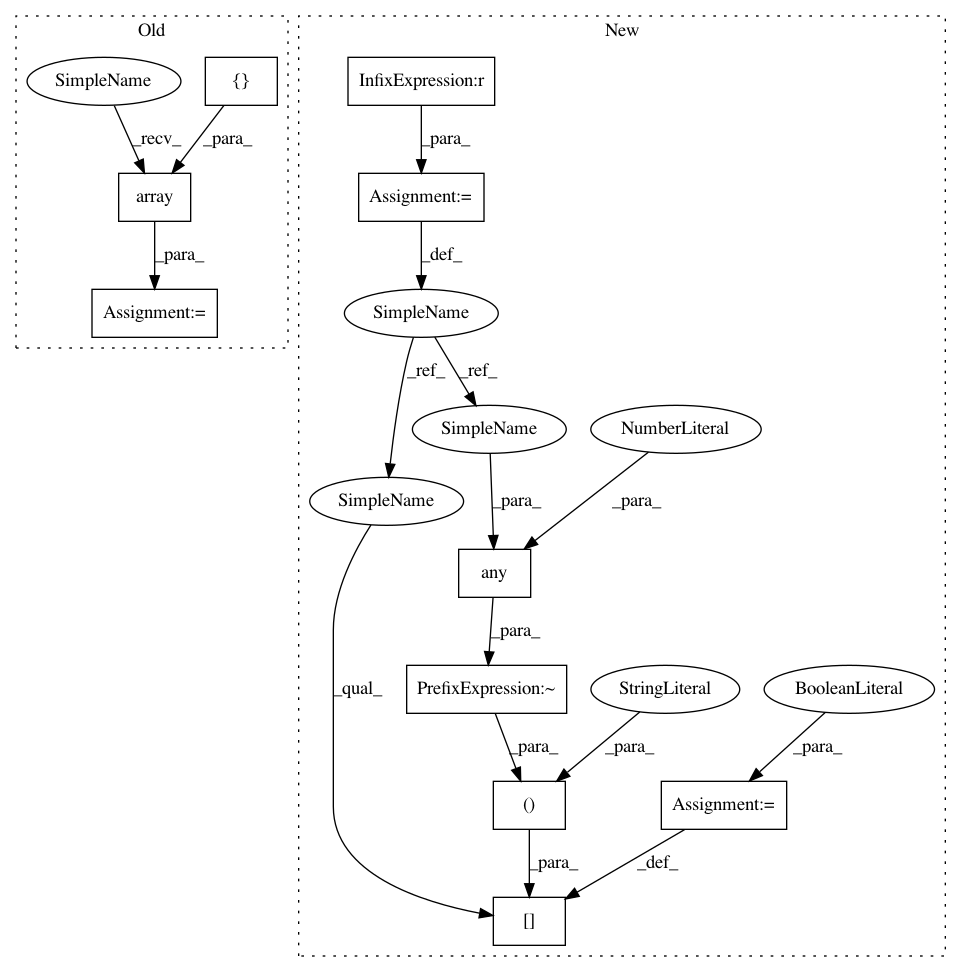 Old
New
SimpleName
{}
InfixExpression:r
_recv_
_para_
_para_
array
Assignment:=
_para_
_def_
Assignment:=
SimpleName
_ref_
_ref_
SimpleName
NumberLiteral
SimpleName
_para_
_para_
any
_para_
_qual_
PrefixExpression:~
StringLiteral
BooleanLiteral
_para_
_para_
_para_
()
Assignment:=
_para_
_def_
[]